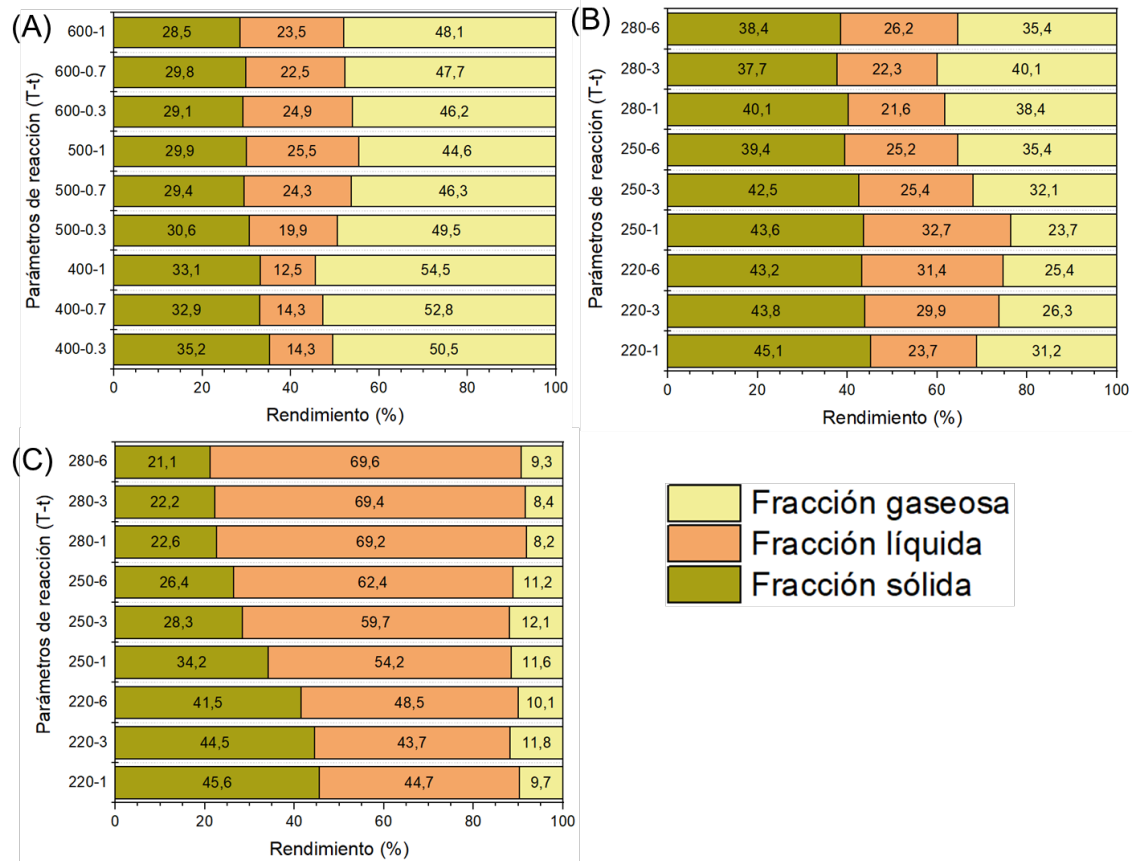 (A)
Parámetros de reacción (T-t)
600-1 28,5 23,5 48,1
600-0.7 29,8 22,5 47,7
600-0.3 29,1 24,9 46,2
500-1 29,9 25,5 44,6
500-0.7 29,4 24,3 46,3
500-0.3 30,6 19,9 49,5
400-1 33,1 12,5 54,5
400-0.7 32,9 14,3 52,8
400-0.3 35,2 14,3 50,5
0 20 40 60 80 100
Rendimiento (%)
(B)
Parámetros de reacción (T-t)
280-6 38,4 26,2 35,4
280-3 37,7 22,3 40,1
280-1 40,1 21,6 38,4
250-6 39,4 25,2 35,4
250-3 42,5 25,4 32,1
250-1 43,6 32,7 23,7
220-6 43,2 31,4 25,4
220-3 43,8 29,9 26,3
220-1 45,1 23,7 31,2
0 20 40 60 80 100
Rendimiento (%)
(C)
Parámetros de reacción (T-t)
280-6 21,1 69,6 9,3
280-3 22,2 69,4 8,4
280-1 22,6 69,2 8,2
250-6 26,4 62,4 11,2
250-3 28,3 59,7 12,1
250-1 34,2 54,2 11,6
220-6 41,5 48,5 10,1
220-3 44,5 43,7 11,8
220-1 45,6 44,7 9,7
0 20 40 60 80 100
Rendimiento (%)
Fracción gaseosa
Fracción líquida
Fracción sólida